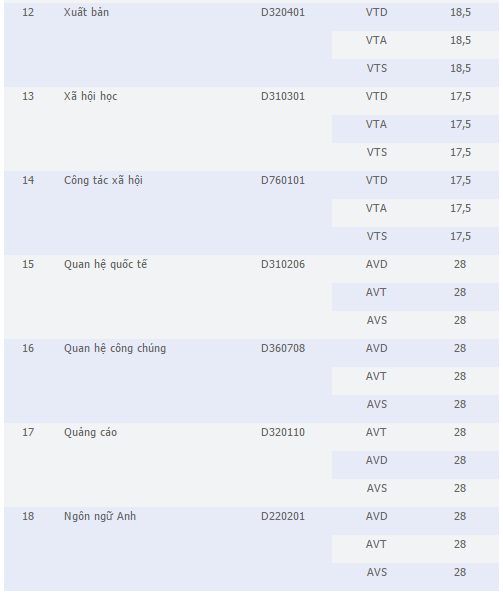 12 Xuất bản D320401 VTD 18,5
VTA 18,5
VTS 18,5
13 Xã hội học D310301 VTD 17,5
VTA 17,5
VTS 17,5
14 Công tác xã hội D760101 VTD 17,5
VTA 17,5
VTS 17,5
15 Quan hệ quốc tế D310206 AVD 28
AVT 28
AVS 28
16 Quan hệ công chúng D360708 AVD 28
AVT 28
AVS 28
17 Quảng cáo D320110 AVT 28
AVD 28
AVS 28
18 Ngôn ngữ Anh D220201 AVD 28
AVT 28
AVS 28